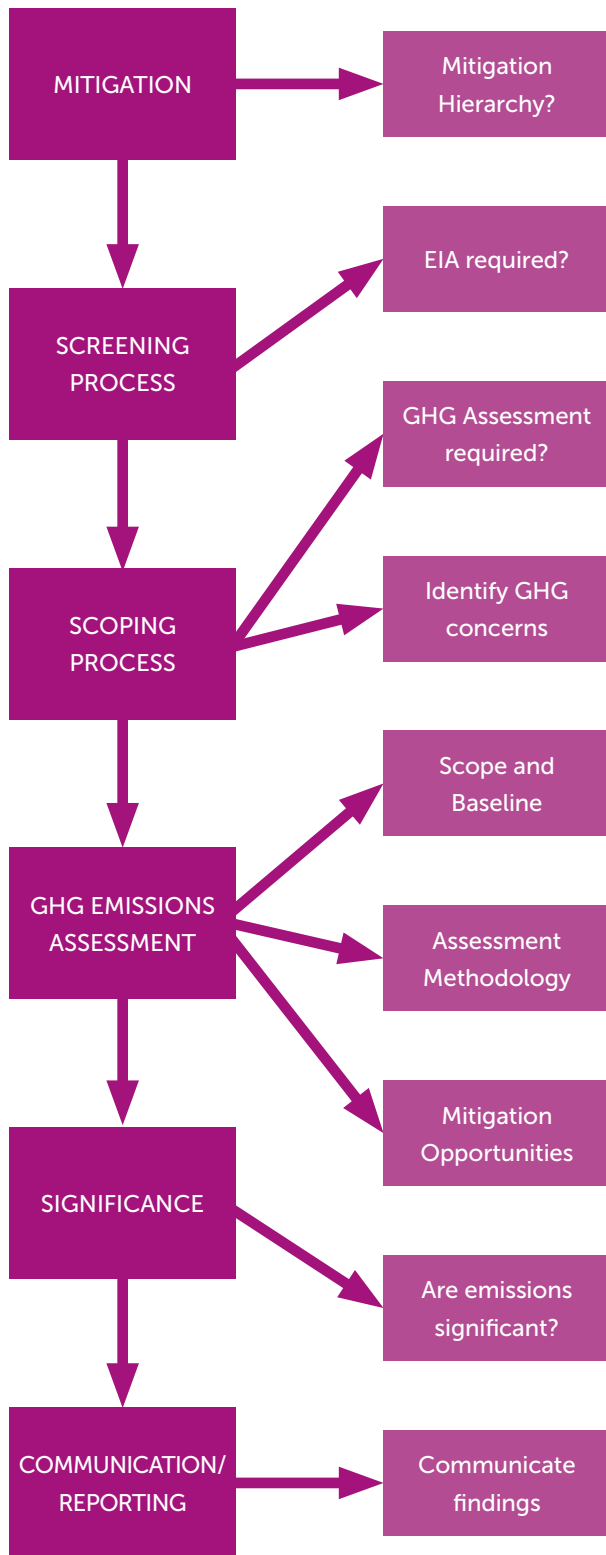 MITIGATION
Mitigation
Hierarchy?
EIA required?
SCREENING
PROCESS
GHG Assessment
required?
SCOPING
PROCESS
Identify GHG
concerns
Scope and
Baseline
GHG EMISSIONS
ASSESSMENT
Assessment
Methodology
Mitigation
Opportunities
SIGNIFICANCE
Are emissions
significant?
COMMUNICATION/
REPORTING
Communicate
findings